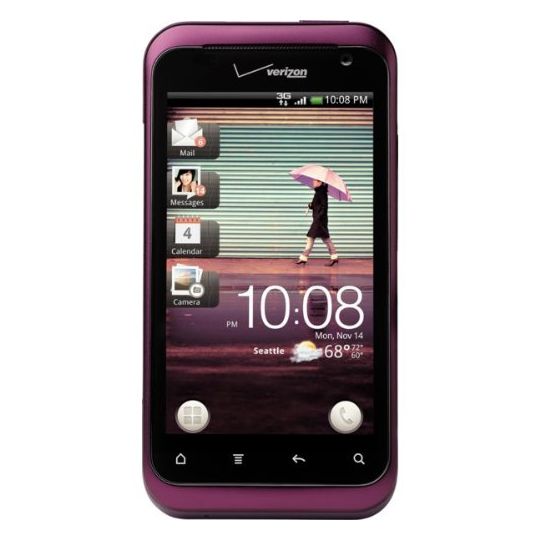 verizon
3G
10:08 PM
Mail
6
Messages
14
4
Calendar
Camera
PM 10:08
Mon, Nov 14
Seattle 68° 72° 60°